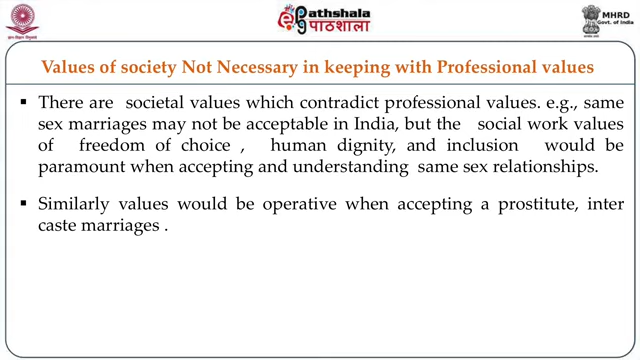 Pathshala
पाठशाला
MHRD
Govt. of India
Values of society Not Necessary in keeping with Professional values
▪ There are societal values which contradict professional values. e.g., same
sex marriages may not be acceptable in India, but the social work values
of freedom of choice , human dignity, and inclusion would be
paramount when accepting and understanding same sex relationships.
▪ Similarly values would be operative when accepting a prostitute, inter
caste marriages .